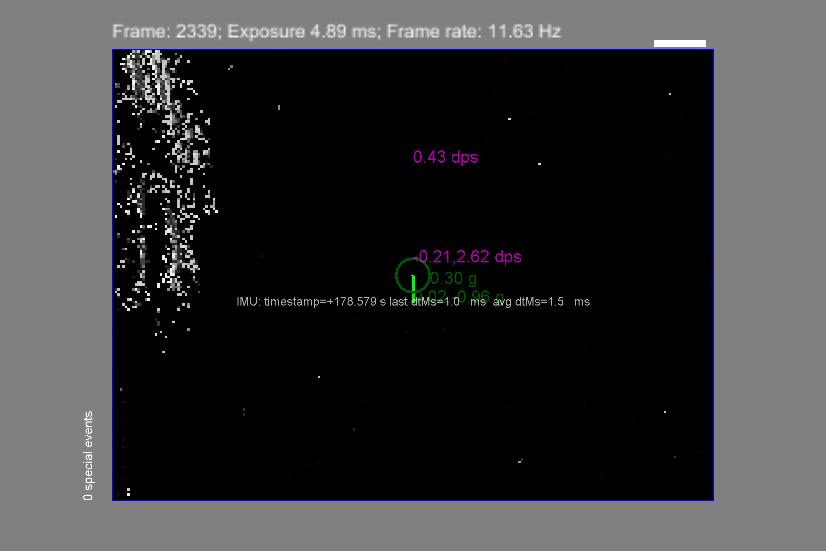 Frame: 2339; Exposure 4.89 ms; Frame rate: 11.63 Hz
0.43 dps
-0.21,2.62 dps
0.30 g
0.96 g
IMU: timestamp=+178.579 s last dtMs=1.0 ms avg dtMs=1.5 ms
0 special events